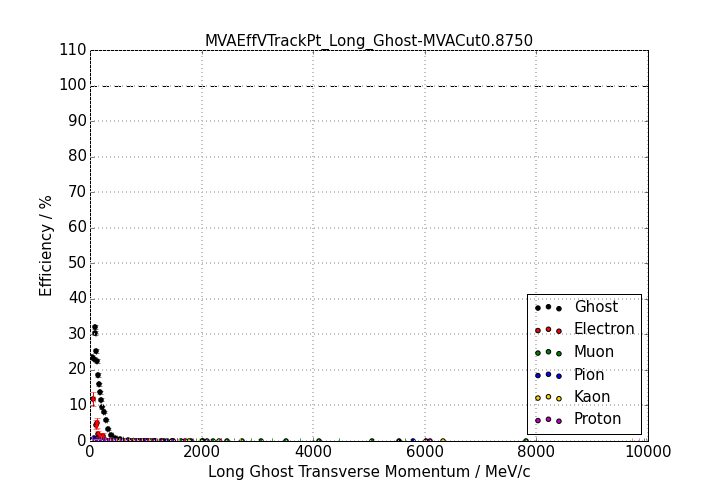 MVAEffVTrackPt_Long_Ghost-MVACut0.8750
110
100
90
80
70
60
50
40
30
20
10
0
Efficiency / %
Ghost
Electron
Muon
Pion
Kaon
Proton
0 2000 4000 6000 8000 10000
Long Ghost Transverse Momentum / MeV/c